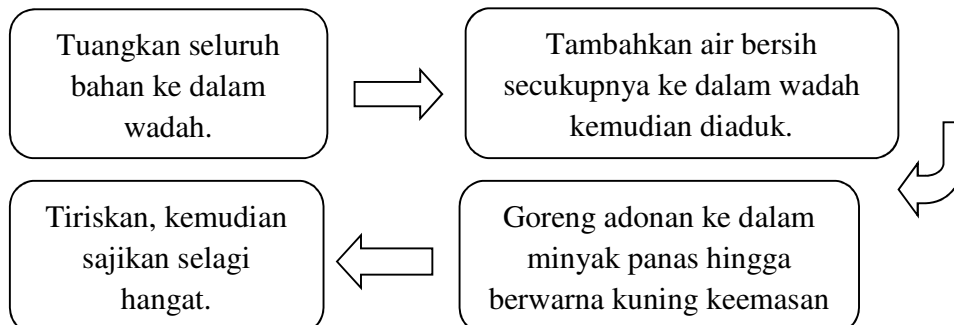 Tuangkan seluruh
bahan ke dalam
wadah.
Tambahkan air bersih
secukupnya ke dalam wadah
kemudian diaduk.
Goreng adonan ke dalam
minyak panas hingga
berwarna kuning keemasan
Tiriskan, kemudian
sajikan selagi
hangat.